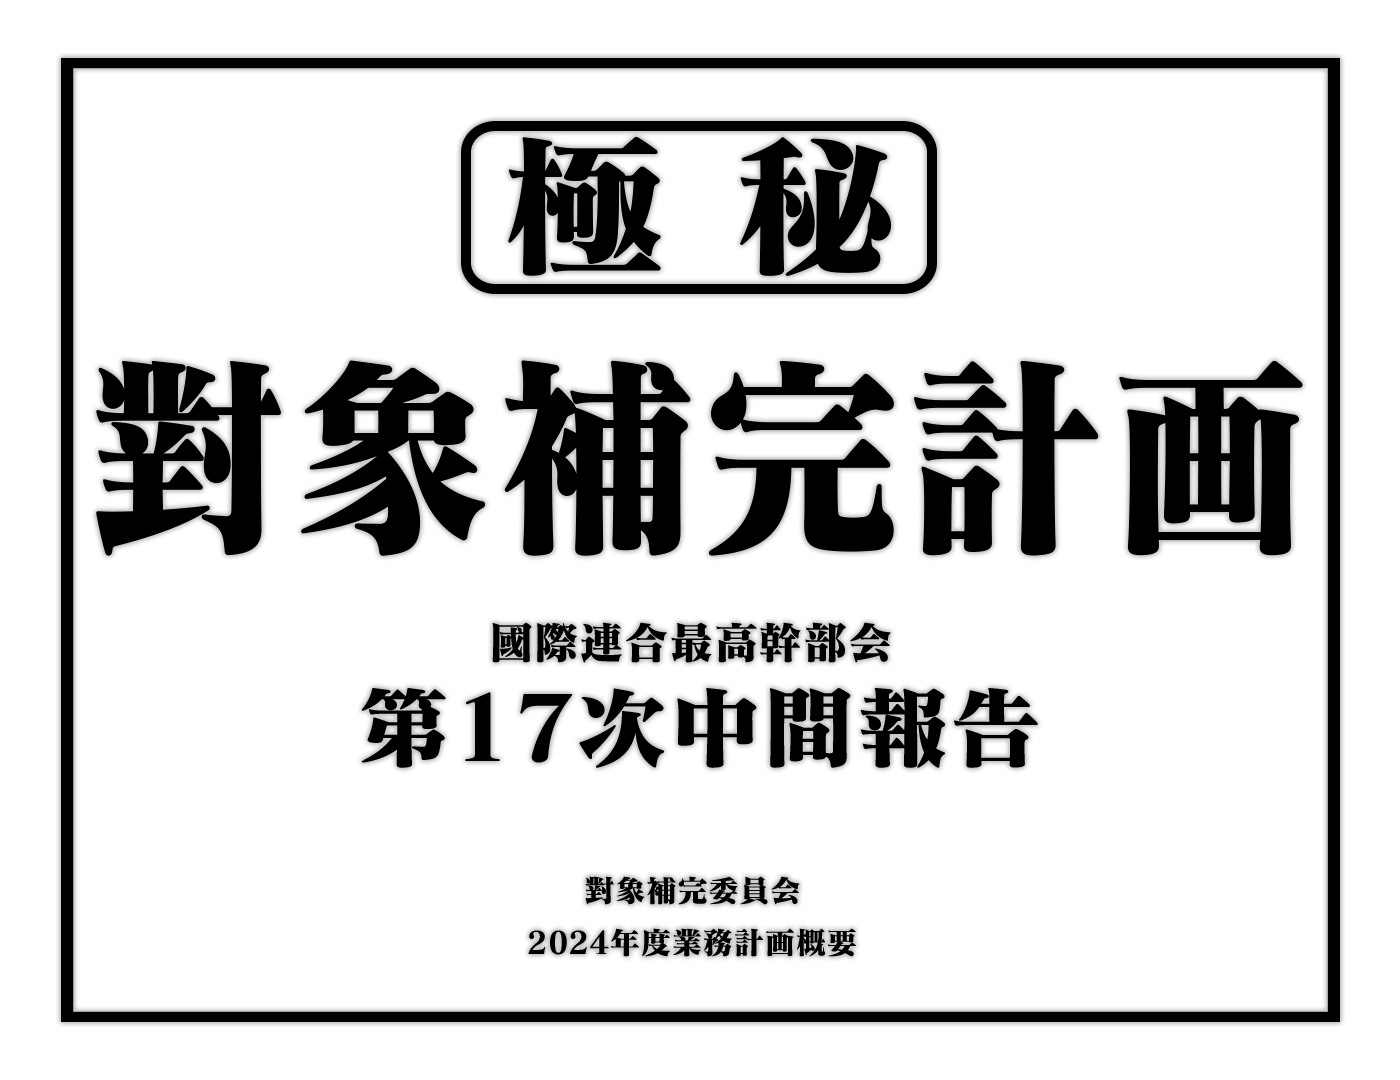 極秘
對象補完計画
國際連合最高幹部会
第17次中間報告
對象補完委員会
2024年度業務計画概要